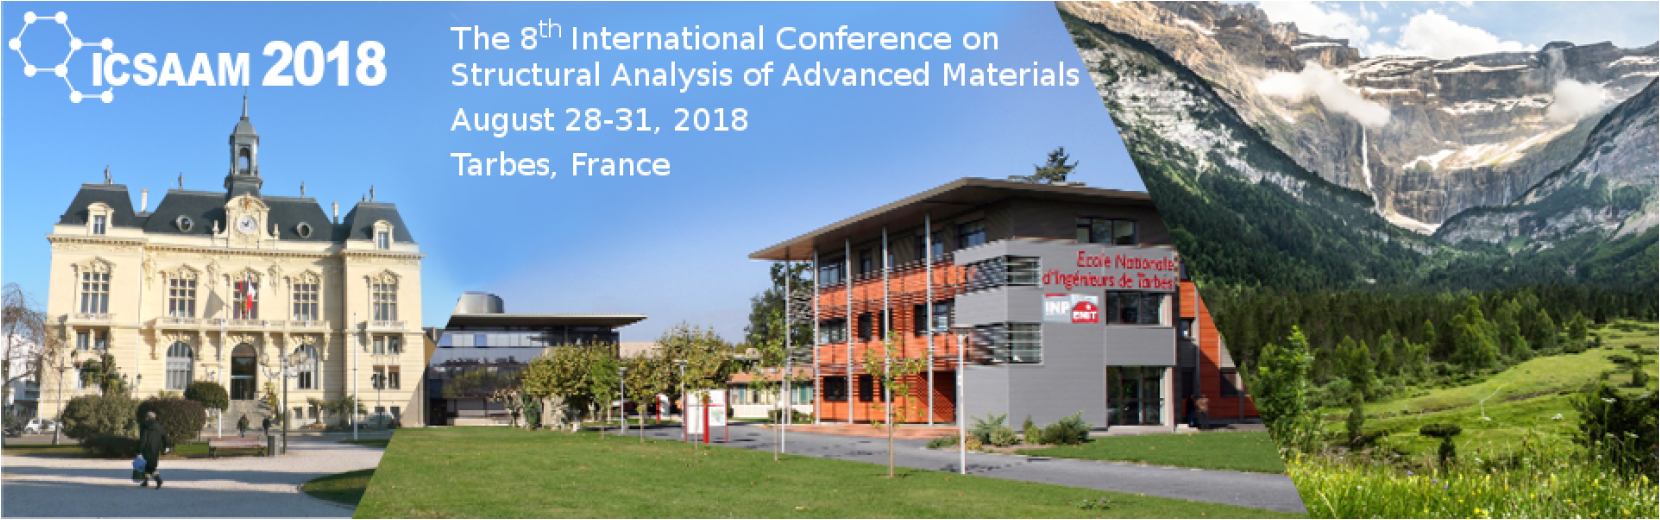 iCSAAM 2018
The 8th International Conference on
Structural Analysis of Advanced Materials
August 28-31, 2018
Tarbes, France
Ecole Nationale
d'Ingénieurs de Tarbes
INP
ENIT